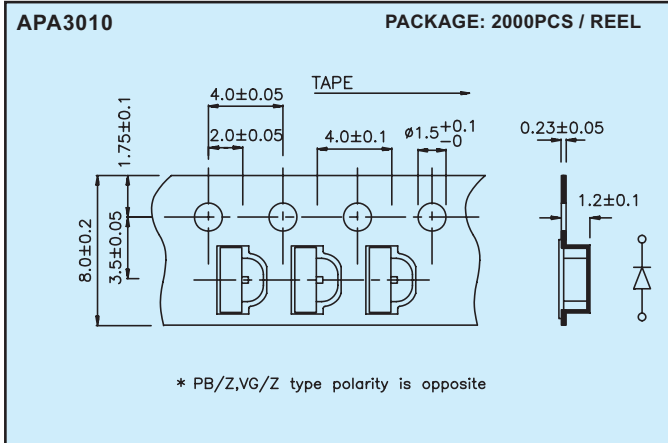 APA3010
PACKAGE: 2000PCS / REEL
TAPE
4.0±0.05
2.0±0.05
4.0±0.1
ø1.5+0.1
-0
0.23±0.05
1.75±0.1
1.2±0.1
8.0±0.2
3.5±0.05
* PB/Z,VG/Z type polarity is opposite